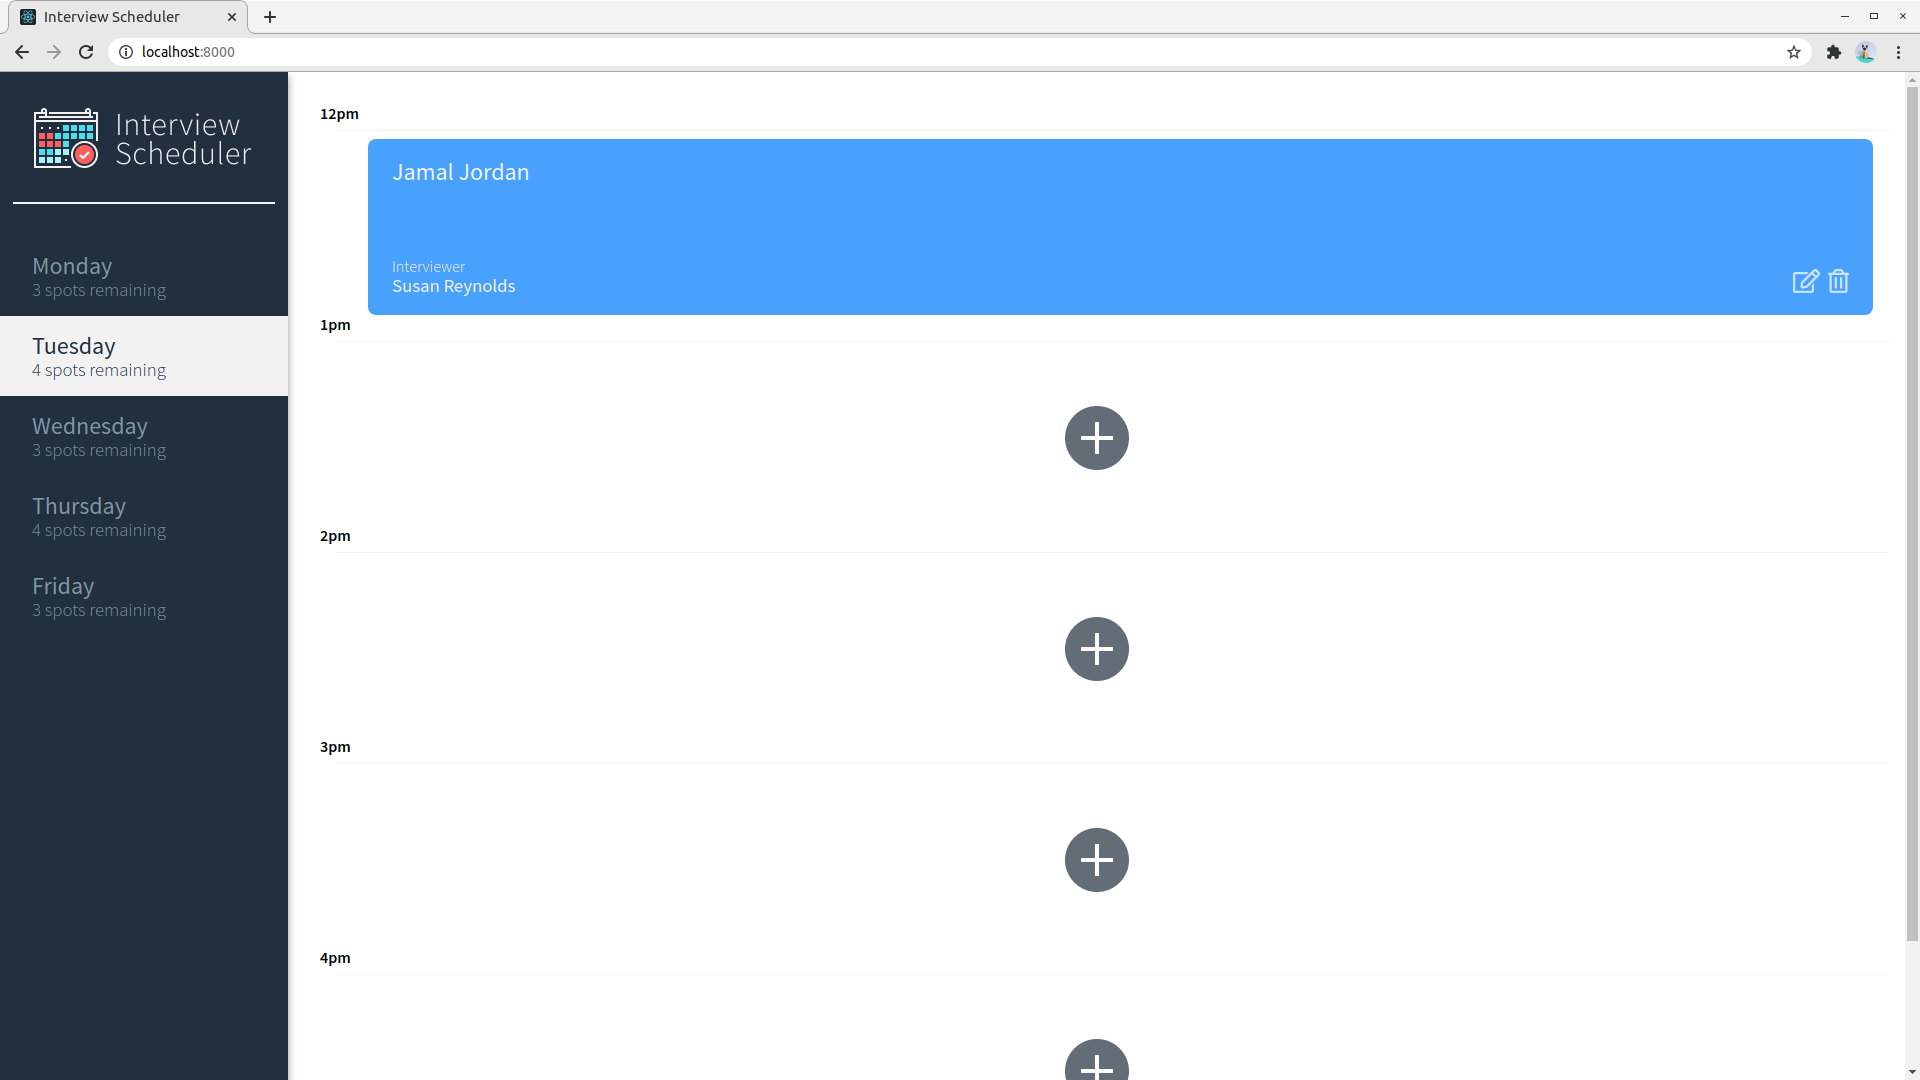 Interview Scheduler
localhost:8000
Interview
Scheduler
Monday
3 spots remaining
Tuesday
4 spots remaining
Wednesday
3 spots remaining
Thursday
4 spots remaining
Friday
3 spots remaining
12pm
Jamal Jordan
Interviewer
Susan Reynolds
1pm
2pm
3pm
4pm